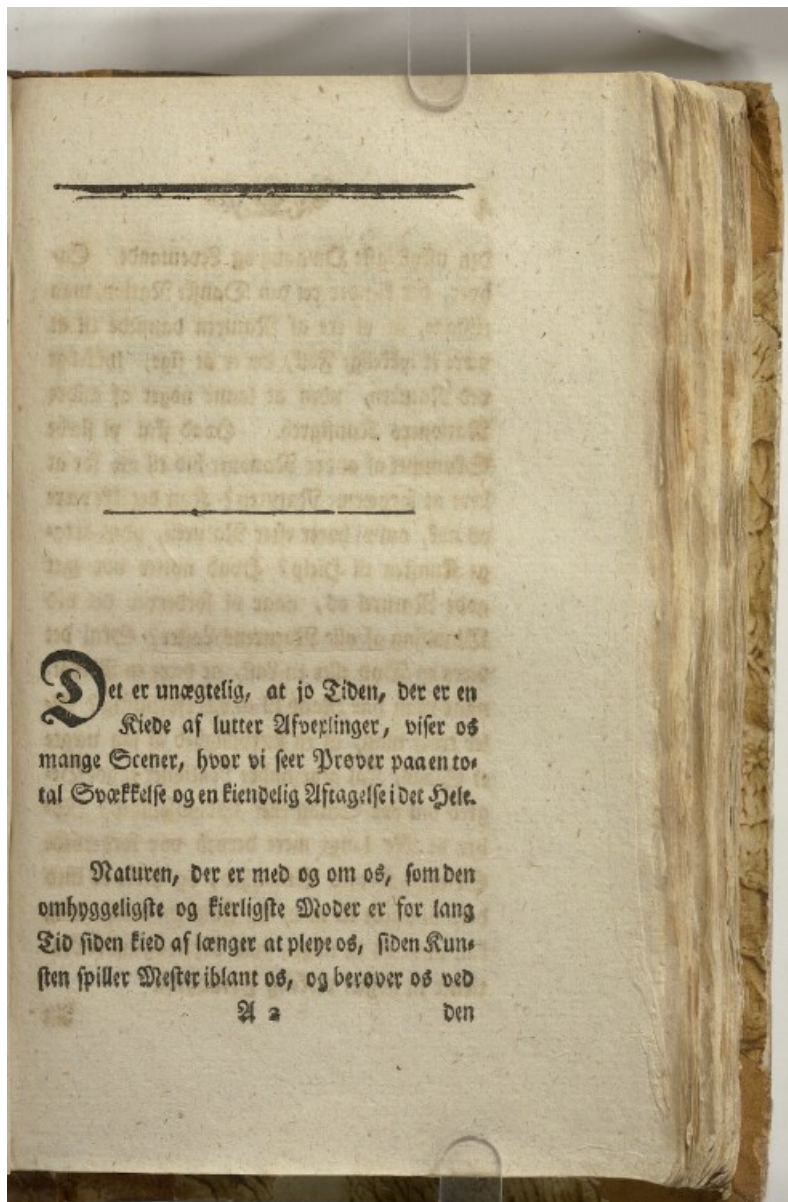 Det er unægtelig, at jo Tiden, der er en
Kiede af lutter Afvexlinger, viser os
mange Scener, hvor vi seer Prøver paa en to-
tal Svækkelse og en kiendelig Aftagelse i det Hele.
Naturen, der er med og om os, som den
omhyggeligste og kierligste Moder er for lang
Tid siden kied af længer at pleye os, siden Kun-
sten spiller Mester iblant os, og berøver os ved
A 2 den